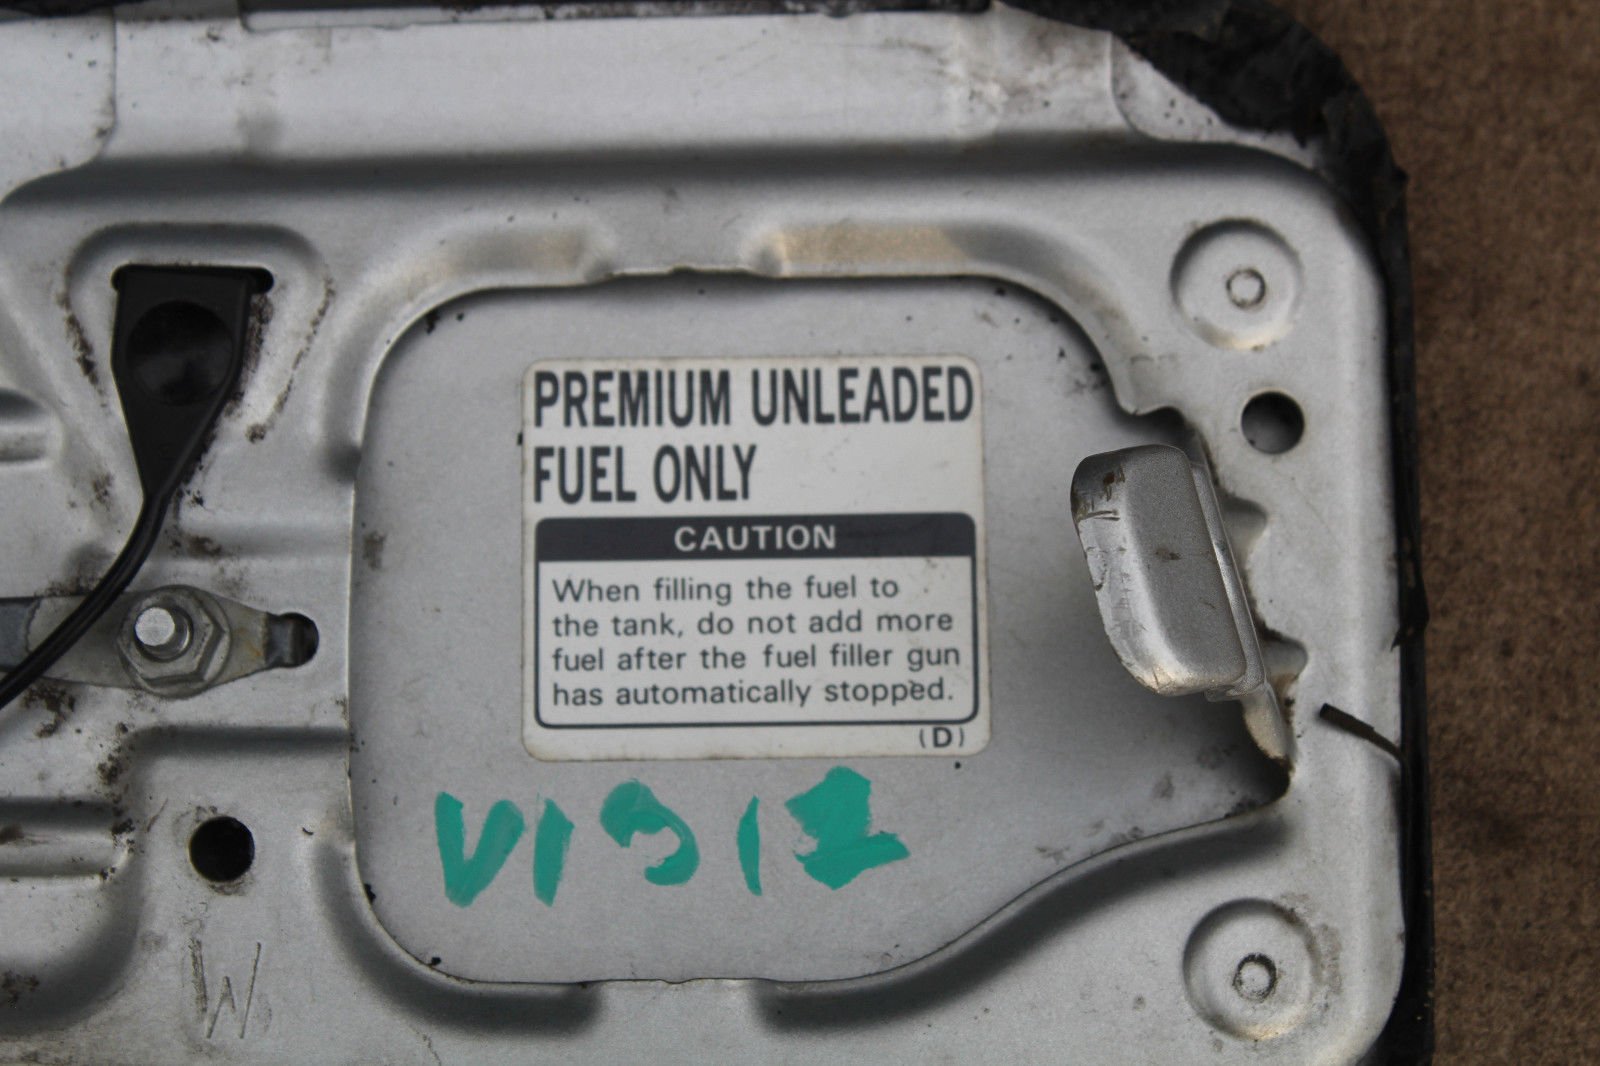 PREMIUM UNLEADED
FUEL ONLY
CAUTION
When filling the fuel to
the tank, do not add more
fuel after the fuel filler gun
has automatically stopped.
(D)
W